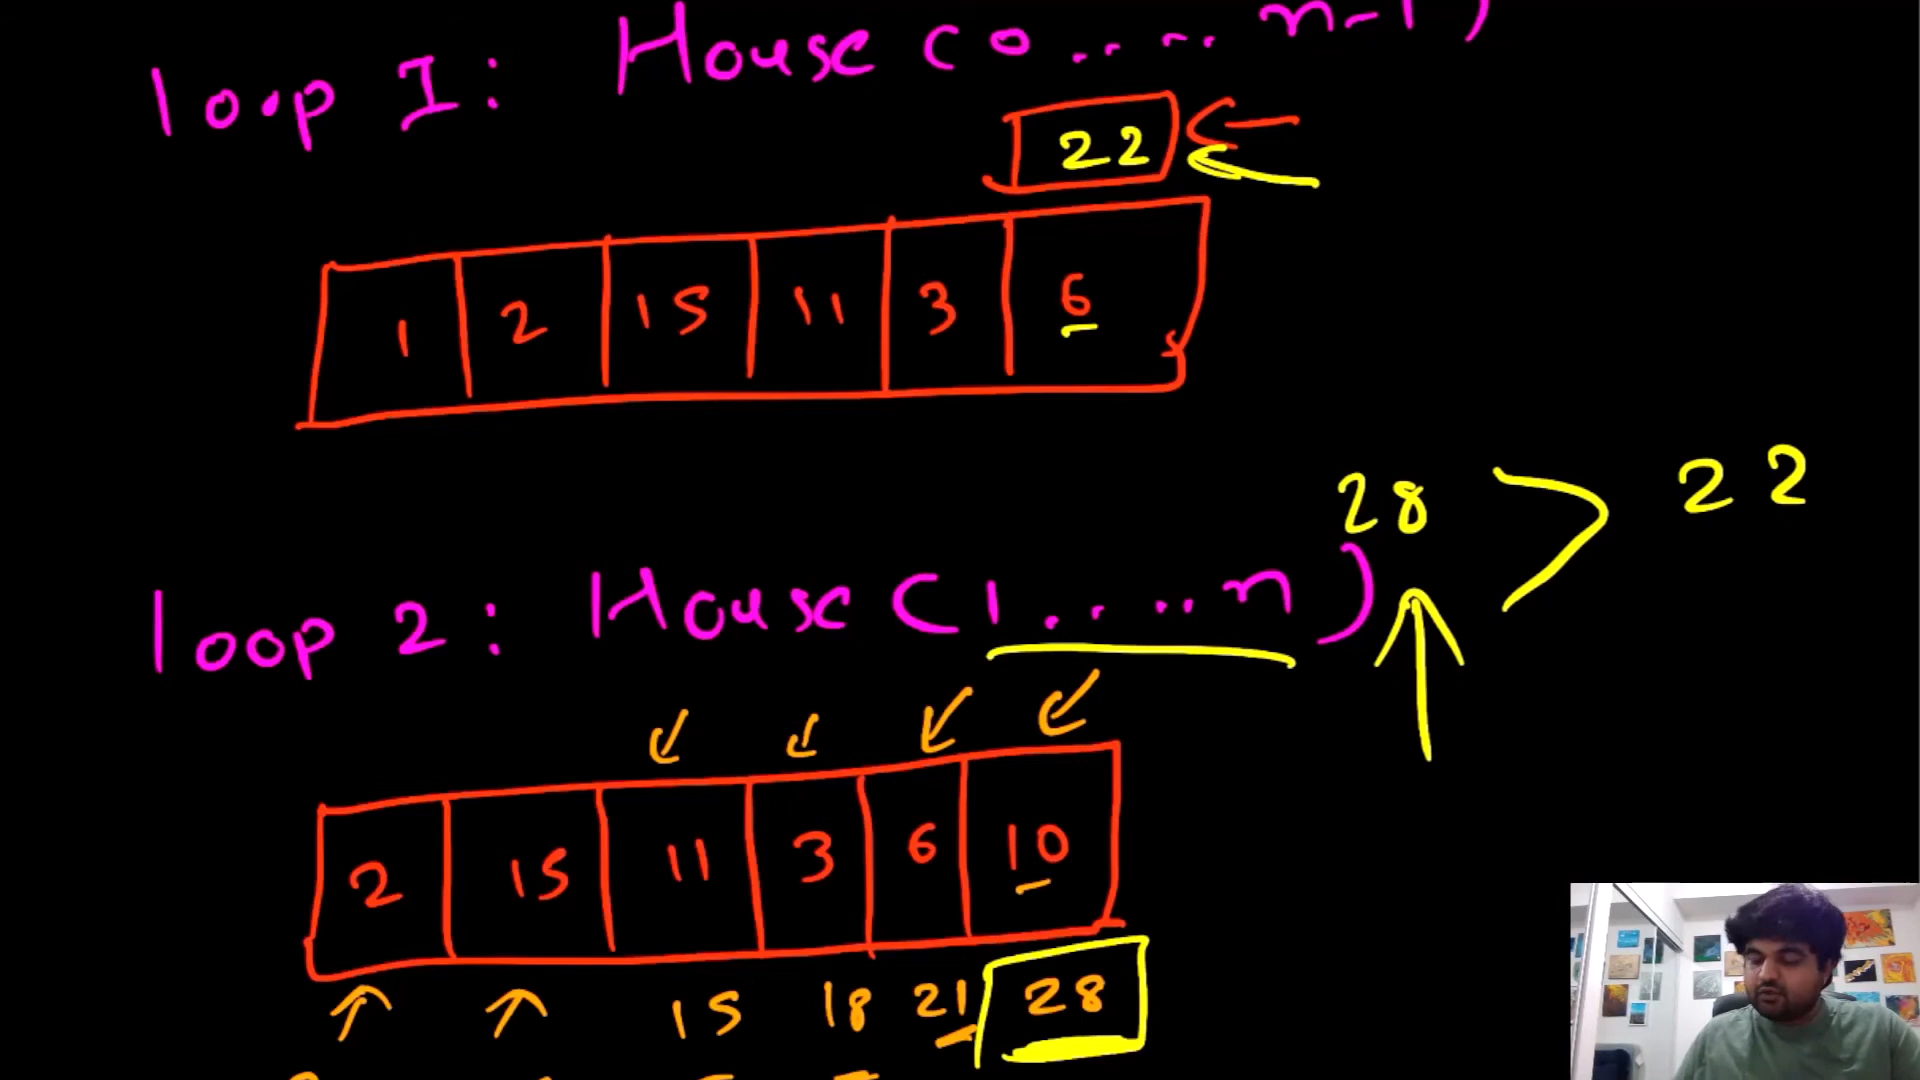 loop 1: House (0.....n-1)
22
1 2 15 11 3 6
28 > 22
loop 2: House (1.....n)
2 15 11 3 6 10
15 18 21 28